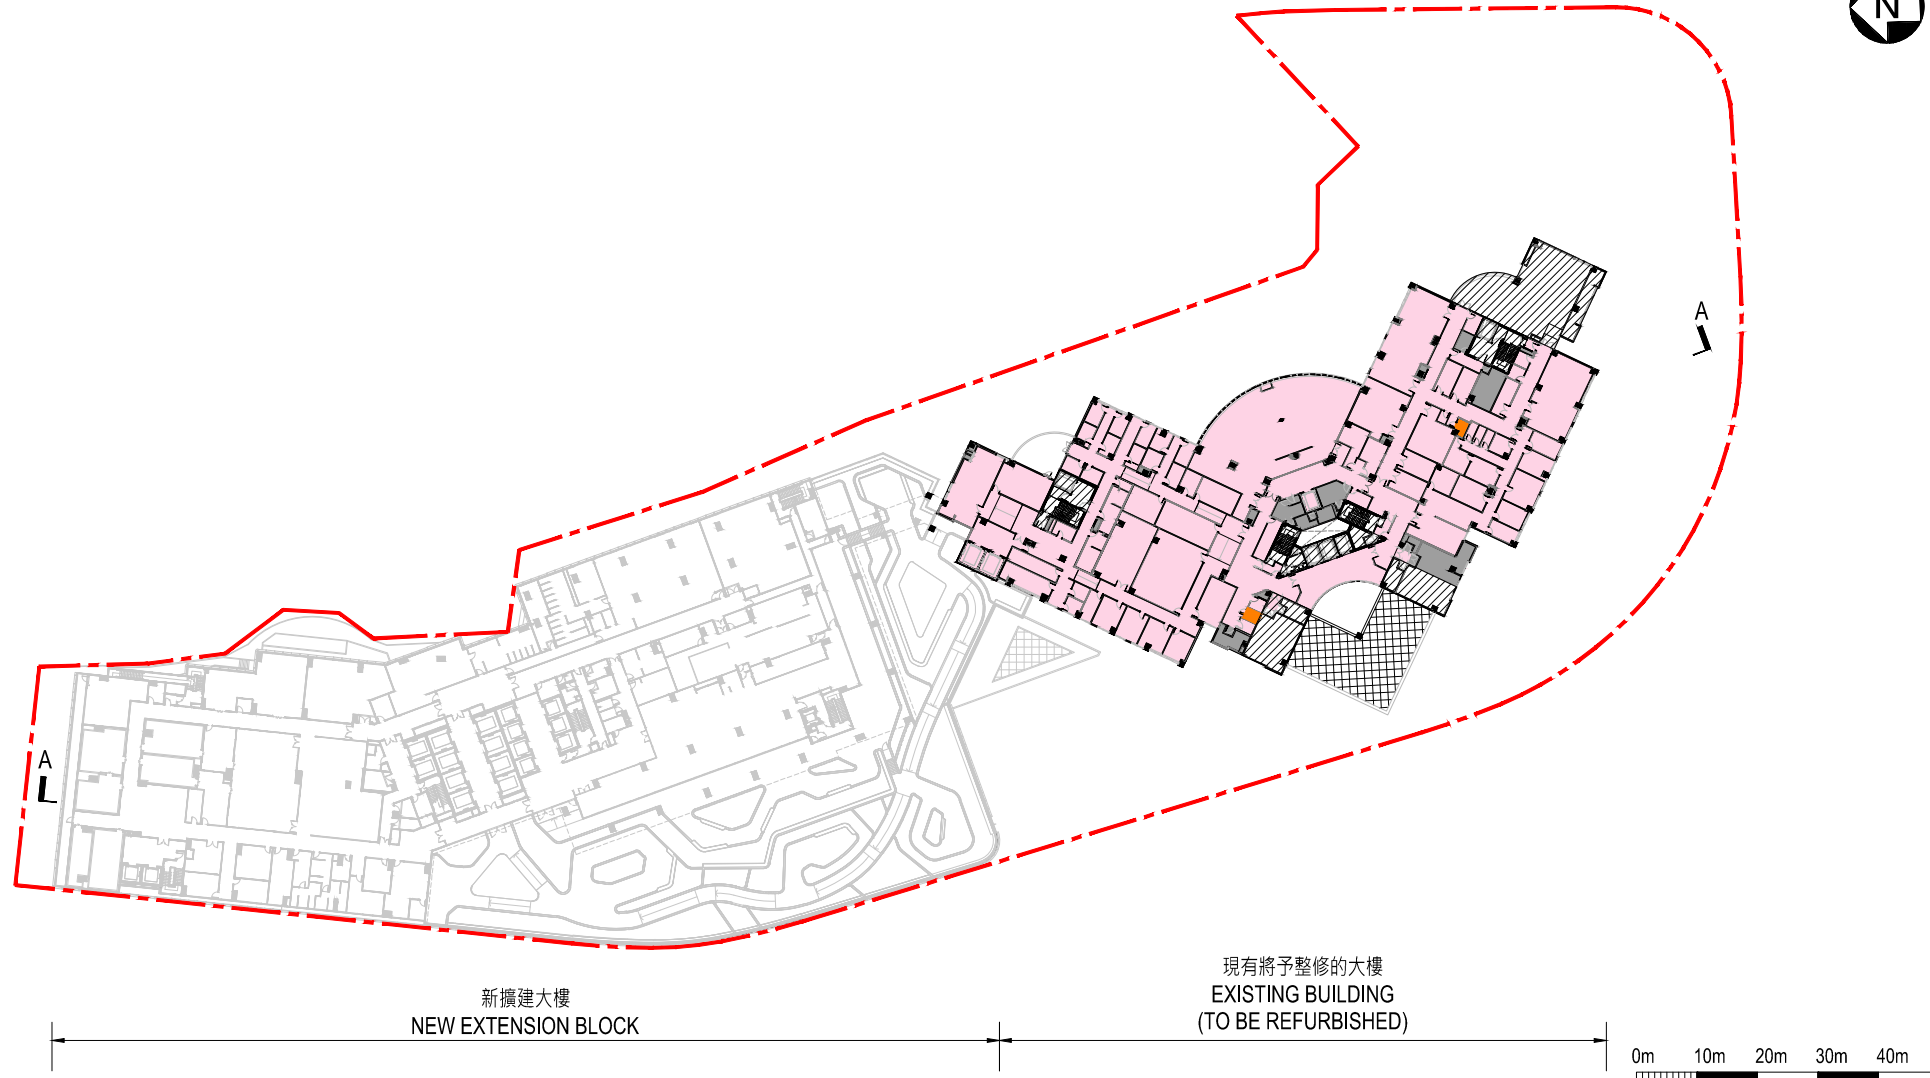 N
A
A
新擴建大樓
NEW EXTENSION BLOCK
現有將予整修的大樓
EXISTING BUILDING
(TO BE REFURBISHED)
0m 10m 20m 30m 40m